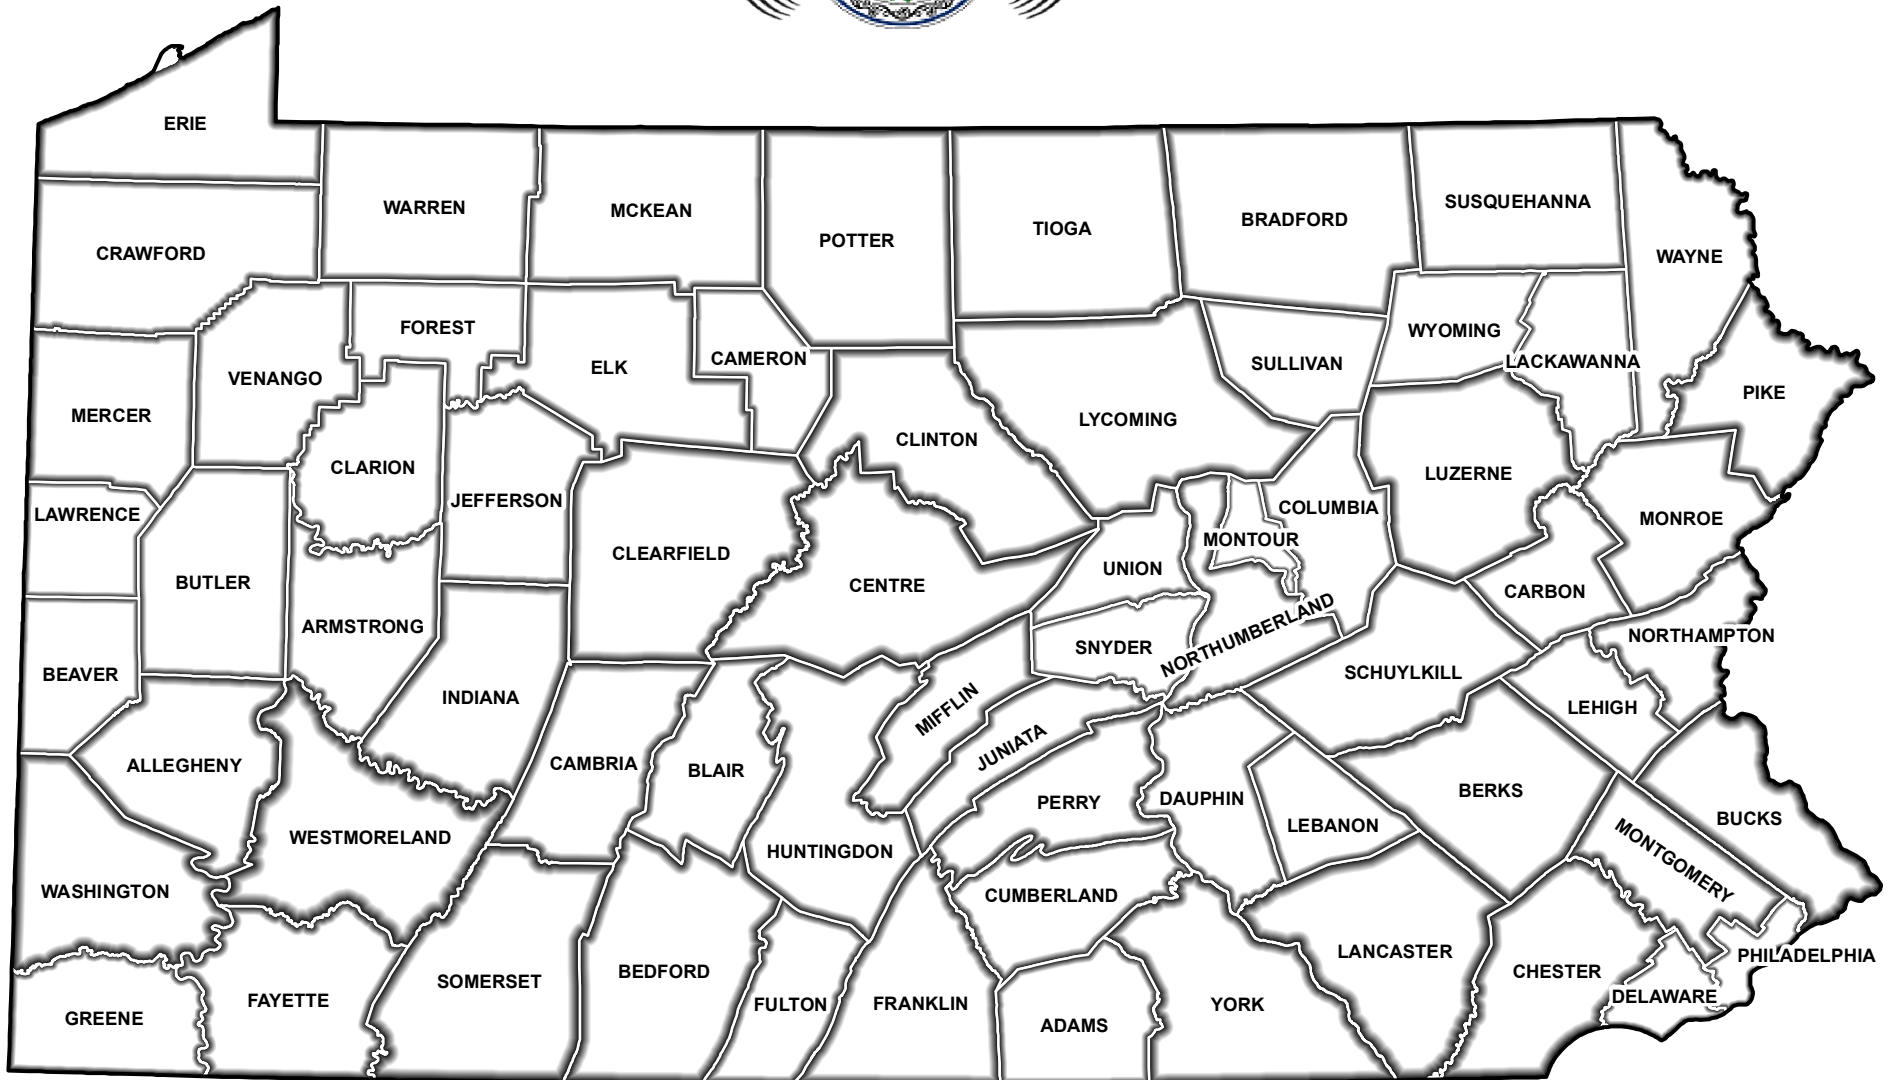 ERIE
WARREN
MCKEAN
SUSQUEHANNA
BRADFORD
TIOGA
POTTER
CRAWFORD
WAYNE
FOREST
WYOMING
CAMERON
LACKAWANNA
SULLIVAN
ELK
VENANGO
PIKE
MERCER
LYCOMING
CLINTON
CLARION
LUZERNE
JEFFERSON
COLUMBIA
LAWRENCE
MONROE
MONTOUR
CLEARFIELD
UNION
BUTLER
CENTRE
CARBON
ARMSTRONG
NORTHUMBERLAND
NORTHAMPTON
SNYDER
BEAVER
SCHUYLKILL
INDIANA
MIFFLIN
LEHIGH
JUNIATA
ALLEGHENY
CAMBRIA
BLAIR
BERKS
PERRY
DAUPHIN
BUCKS
LEBANON
WESTMORELAND
HUNTINGDON
MONTGOMERY
WASHINGTON
CUMBERLAND
LANCASTER
PHILADELPHIA
BEDFORD
CHESTER
SOMERSET
DELAWARE
FAYETTE
FULTON
FRANKLIN
YORK
GREENE
ADAMS